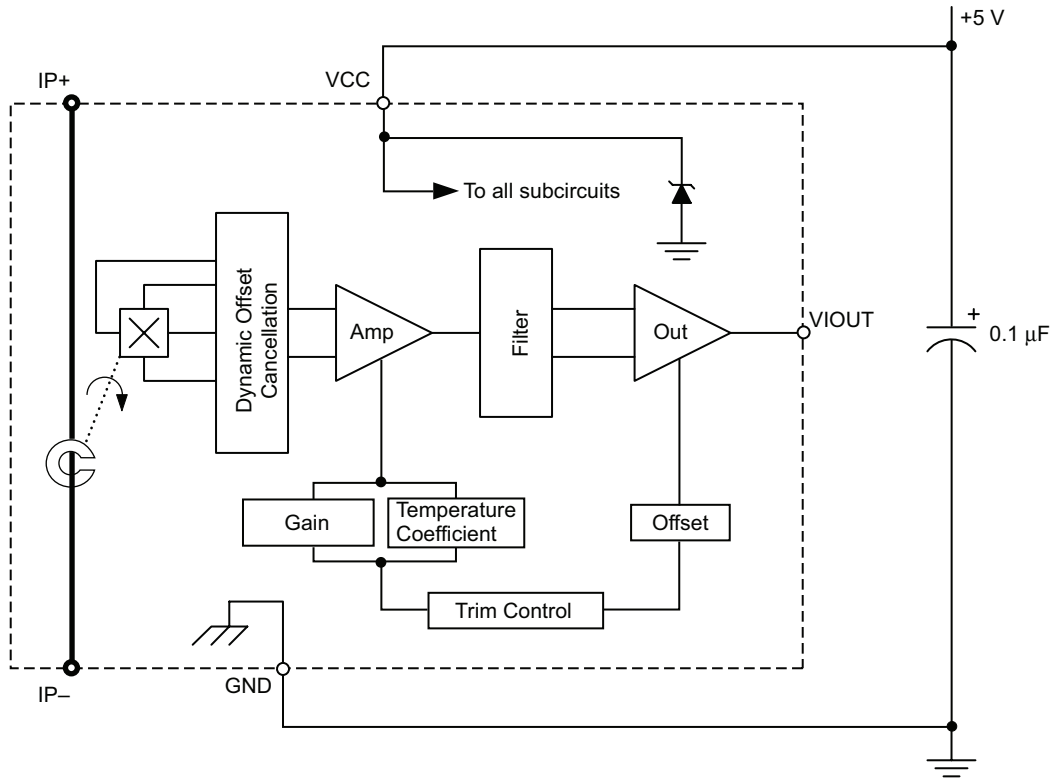 +5 V
IP+
VCC
To all subcircuits
Dynamic Offset
Cancellation
Amp
Filter
Out
VIOUT
+
0.1 µF
Gain
Temperature
Coefficient
Offset
Trim Control
GND
IP–